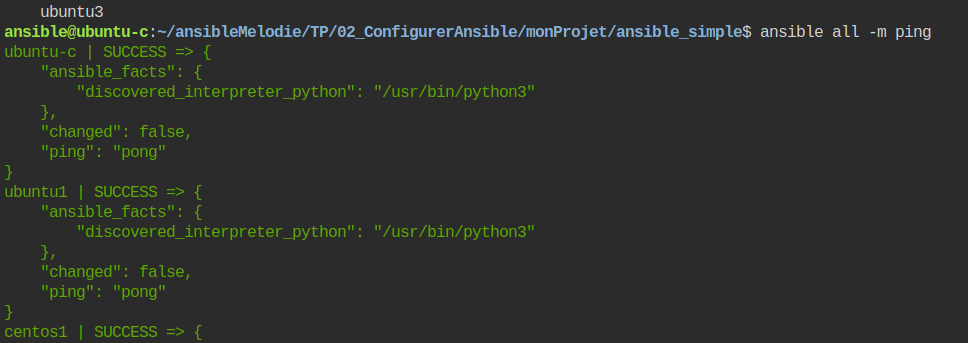 ubuntu3
ansible@ubuntu-c:~/ansibleMelodie/TP/02_ConfigurerAnsible/monProjet/ansible_simple$ ansible all -m ping
ubuntu-c | SUCCESS => {
    "ansible_facts": {
        "discovered_interpreter_python": "/usr/bin/python3"
    },
    "changed": false,
    "ping": "pong"
}
ubuntu1 | SUCCESS => {
    "ansible_facts": {
        "discovered_interpreter_python": "/usr/bin/python3"
    },
    "changed": false,
    "ping": "pong"
}
centos1 | SUCCESS => {